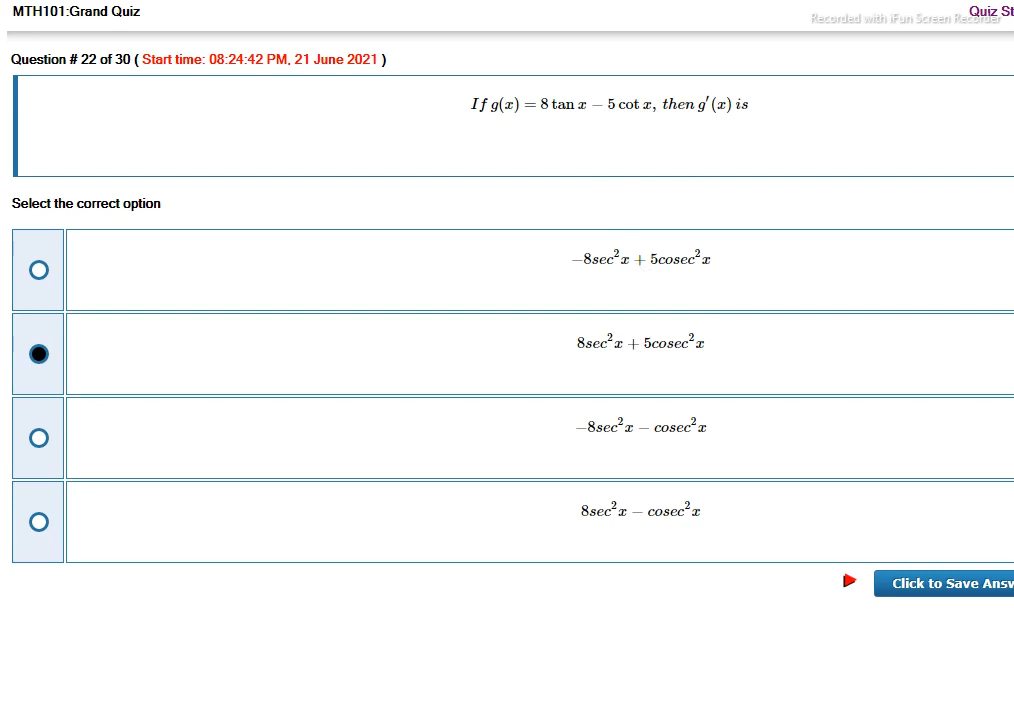 MTH101:Grand Quiz
Quiz St
Recorded with iFun Screen Recorder
Question # 22 of 30 ( Start time: 08:24:42 PM, 21 June 2021 )
If g(x) = 8 tan x − 5 cot x, then g′(x) is
Select the correct option
−8sec²x + 5cosec²x
8sec²x + 5cosec²x
−8sec²x − cosec²x
8sec²x − cosec²x
Click to Save Answ